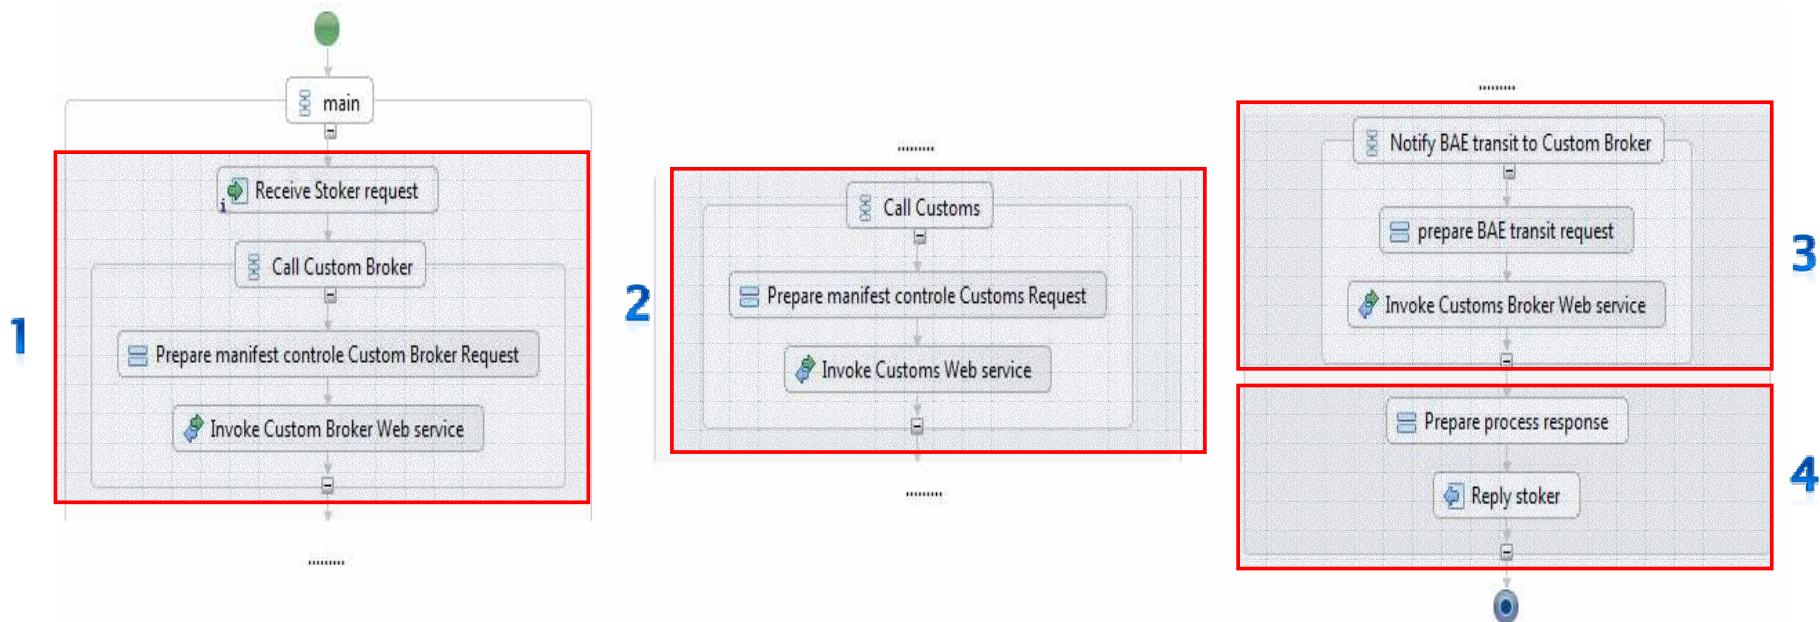 main
Receive Stoker request
i
Call Custom Broker
Prepare manifest controle Custom Broker Request
Invoke Custom Broker Web service
.........
1
.........
Call Customs
Prepare manifest controle Customs Request
Invoke Customs Web service
.........
2
.........
Notify BAE transit to Custom Broker
prepare BAE transit request
Invoke Customs Broker Web service
3
Prepare process response
Reply stoker
4